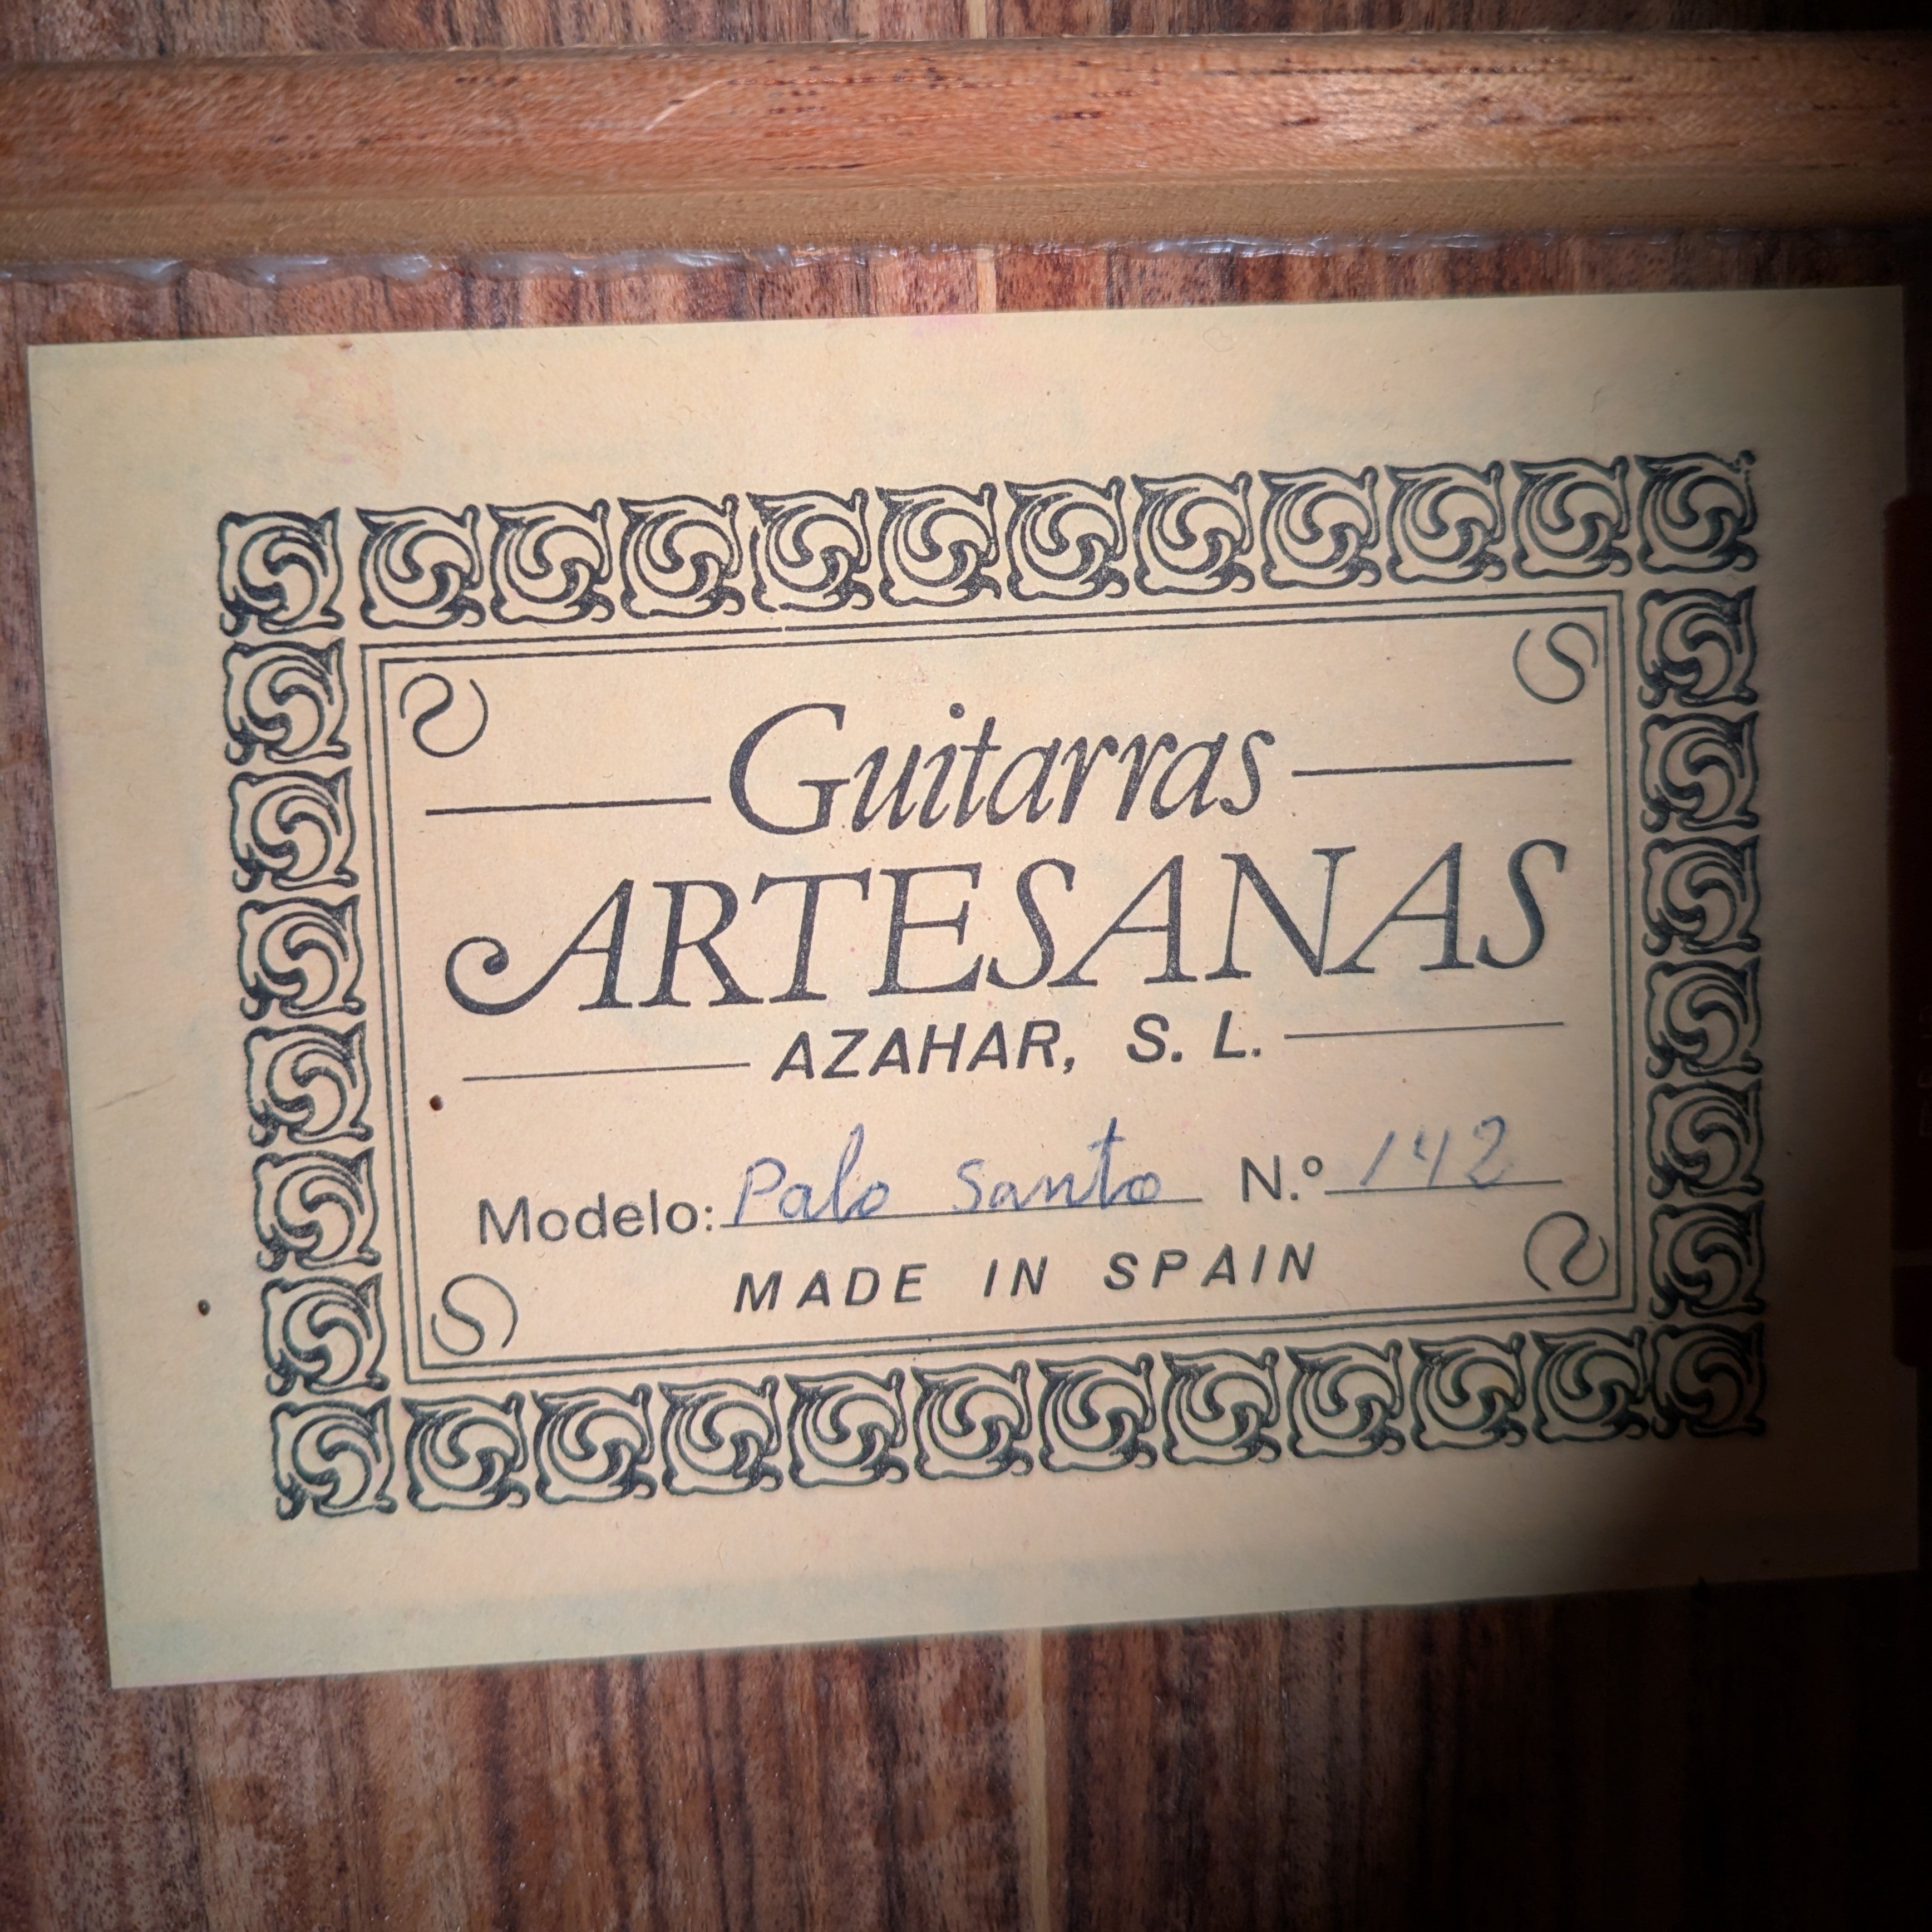 Guitarras
ARTESANAS
AZAHAR, S. L.
Modelo: Palo Santo N.º 142
MADE IN SPAIN